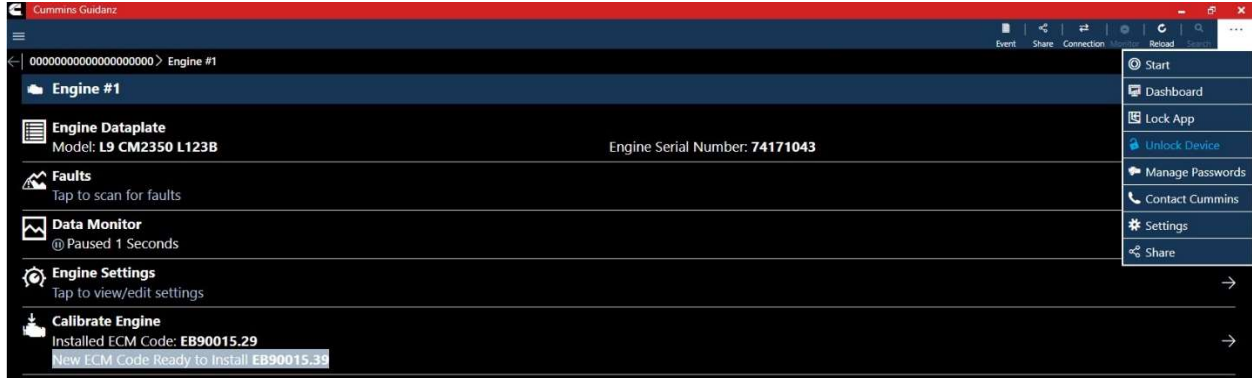 Cummins Guidanz
Event Share Connection Monitor Reload Search
00000000000000000000 > Engine #1
Engine #1
Engine Dataplate
Model: L9 CM2350 L123B Engine Serial Number: 74171043
Faults
Tap to scan for faults
Data Monitor
Paused 1 Seconds
Engine Settings
Tap to view/edit settings
Calibrate Engine
Installed ECM Code: EB90015.29
New ECM Code Ready to Install EB90015.39
Start
Dashboard
Lock App
Unlock Device
Manage Passwords
Contact Cummins
Settings
Share